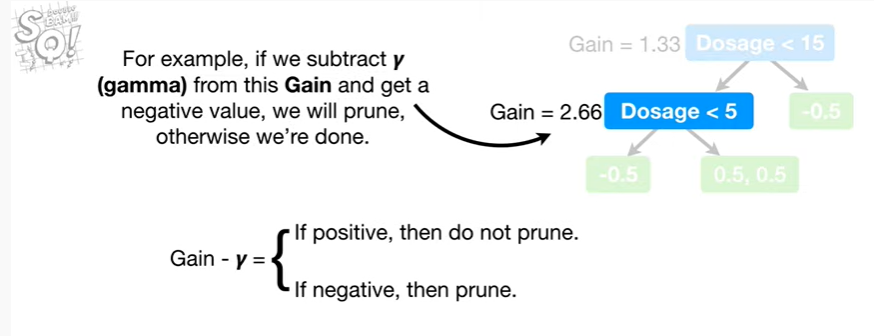 SQ!
Gain = 1.33 Dosage < 15
For example, if we subtract γ
(gamma) from this Gain and get a
negative value, we will prune,
otherwise we’re done.
Gain = 2.66 Dosage < 5
-0.5
-0.5
0.5, 0.5
Gain - γ =
If positive, then do not prune.
If negative, then prune.